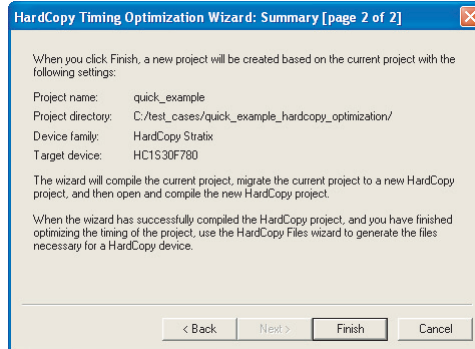 HardCopy Timing Optimization Wizard: Summary [page 2 of 2]
When you click Finish, a new project will be created based on the current project with the
following settings:
Project name: quick_example
Project directory: C:/test_cases/quick_example_hardcopy_optimization/
Device family: HardCopy Stratix
Target device: HC1S30F780
The wizard will compile the current project, migrate the current project to a new HardCopy
project, and then open and compile the new HardCopy project.
When the wizard has successfully compiled the HardCopy project, and you have finished
optimizing the timing of the project, use the HardCopy Files wizard to generate the files
necessary for a HardCopy device.
< Back Next > Finish Cancel